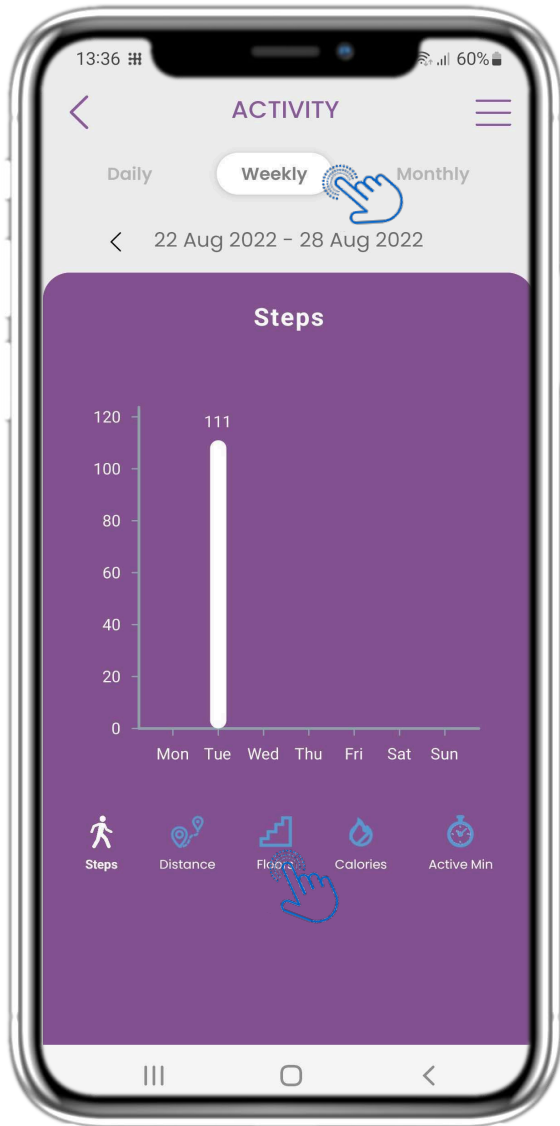 13:36 60%
ACTIVITY
Daily Weekly Monthly
22 Aug 2022 - 28 Aug 2022
Steps
120
111
100
80
60
40
20
0
Mon Tue Wed Thu Fri Sat Sun
Steps Distance Floors Calories Active Min